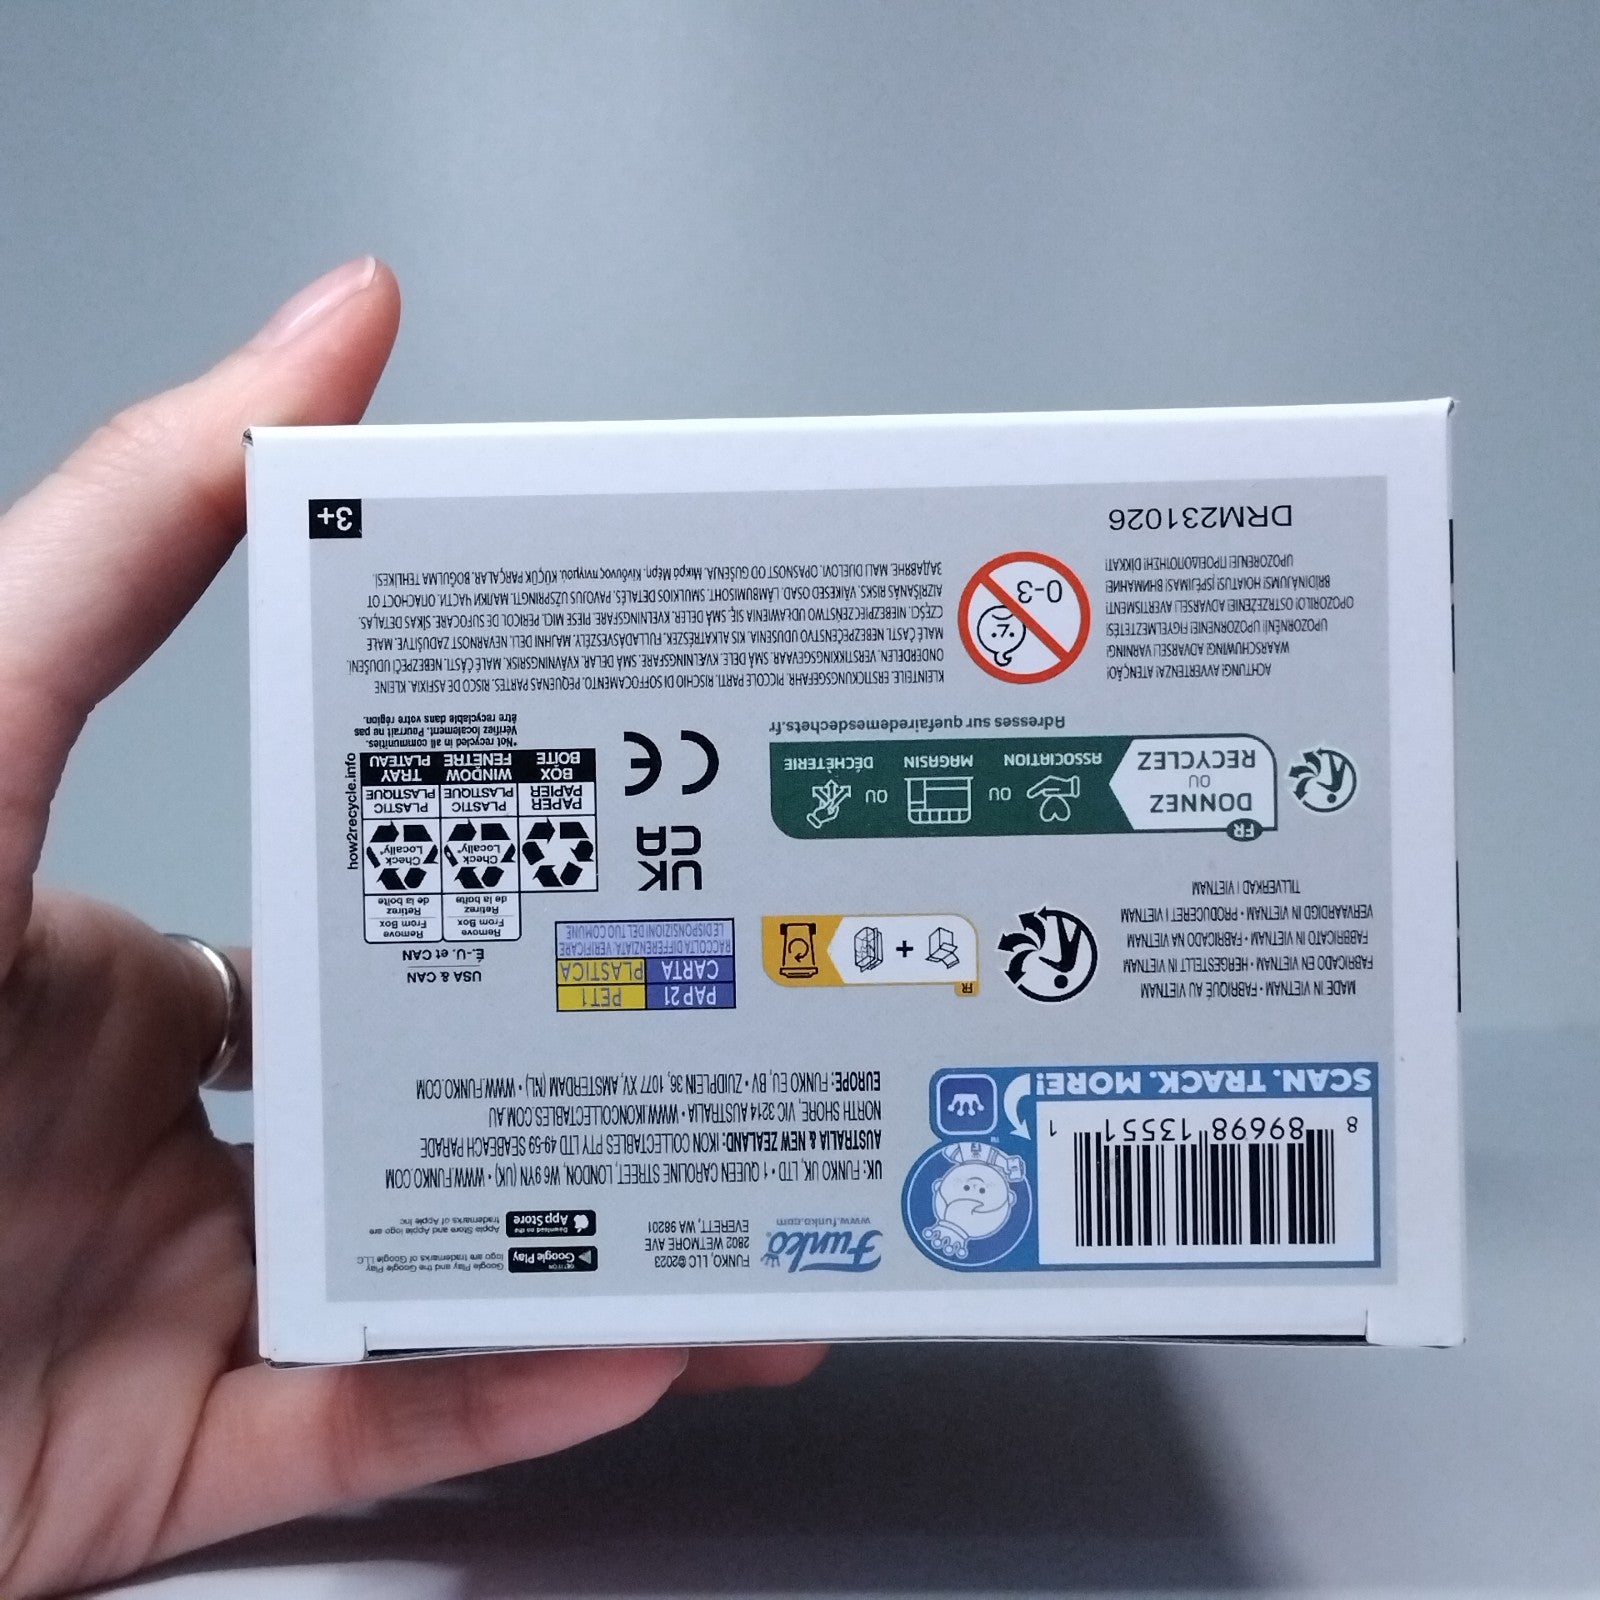 8 89698 13551 1
SCAN. TRACK. MORE!
Funko
www.funko.com
FUNKO, LLC ©2023
2802 WETMORE AVE
EVERETT, WA 98201
GET IT ON
Google Play
Google Play and the Google Play
logo are trademarks of Google LLC.
Download on the
App Store
Apple Store and Apple logo are
trademarks of Apple Inc
UK: FUNKO UK, LTD • 1 QUEEN CAROLINE STREET, LONDON, W6 9YN (UK) • WWW.FUNKO.COM
AUSTRALIA & NEW ZEALAND: IKON COLLECTABLES PTY LTD 49-59 SEABEACH PARADE
NORTH SHORE, VIC 3214 AUSTRALIA • WWW.IKONCOLLECTABLES.COM.AU
EUROPE: FUNKO EU, BV • ZUIDPLEIN 36, 1077 XV, AMSTERDAM (NL) • WWW.FUNKO.COM
MADE IN VIETNAM • FABRIQUÉ AU VIETNAM
FABRICADO EN VIETNAM • HERGESTELLT IN VIETNAM
FABBRICATO IN VIETNAM • FABRICADO NA VIETNAM
VERVAARDIGD IN VIETNAM • PRODUCERET I VIETNAM
TILLVERKAD I VIETNAM
FR
+
PAP 21
PET 1
CARTA
PLASTICA
RACCOLTA DIFFERENZIATA. VERIFICARE
LE DISPONSIZIONI DEL TUO COMUNE
USA & CAN
É.-U. et CAN
Remove
From Box
Retirez
de la boîte
Remove
From Box
Retirez
de la boîte
Check
Locally*
Check
Locally*
PAPER
PAPIER
BOX
BOÎTE
PLASTIC
PLASTIQUE
WINDOW
FENÊTRE
PLASTIC
PLASTIQUE
TRAY
PLATEAU
how2recycle.info
*Not recycled in all communities.
Vérifiez localement. Pourrait ne pas
être recyclable dans votre région.
UK
CA
CE
FR
DONNEZ
OU
RECYCLEZ
ASSOCIATION
OU
MAGASIN
OU
DÉCHÈTERIE
Adresses sur quefairedemesdechets.fr
ACHTUNG! AVVERTENZA! ATENÇÃO!
WAARSCHUWING! ADVARSEL! VARNING!
UPOZORNĚNÍ! UPOZORNENIE! FIGYELMEZTETÉS!
OPOZORILO! OSTRZEŻENIE! ADVARSEL! AVERTISMENT!
BRĪDINĀJUMS! HOIATUS! ĮSPĖJIMAS! ВНИМАНИЕ!
UPOZORENJE! ΠΡΟΕΙΔΟΠΟΙΗΣΗ! DIKKAT!
0-3
KLEINTEILE. ERSTICKUNGSGEFAHR. PICCOLE PARTI. RISCHIO DI SOFFOCAMENTO. PEQUENAS PARTES. RISCO DE ASFIXIA. KLEINE
ONDERDELEN. VERSTIKKINGSGEVAAR. SMÅ DELE. KVÆLNINGSFARE. SMÅ DELAR. KVÄVNINGSRISK. MALÉ ČÁSTI. NEBEZPEČÍ UDUŠENÍ.
MALÉ ČASTI. NEBEZPEČENSTVO UDUSENIA. KIS ALKATRÉSZEK. FULLADÁSVESZÉLY. MAJHNI DELI. NEVARNOST ZADUŠITVE. MAŁE
CZĘŚCI. NIEBEZPIECZEŃSTWO UDŁAWIENIA SIĘ. SMÅ DELER. KVELNINGSFARE. PIESE MICI. PERICOL DE SUFOCARE. SĪKAS DETAĻAS.
AIZRĪŠANĀS RISKS. VÄIKESED OSAD. LÄMBUMISOHT. SMULKIOS DETALĖS. PAVOJUS UŽSPRINGTI. МАЛКИ ЧАСТИ. ОПАСНОСТ ОТ
ЗАДАВЯНЕ. MALI DIJELOVI. OPASNOST OD GUŠENJA. Μικρά Μέρη. Κίνδυνος πνιγμού. KÜÇÜK PARÇALAR. BOĞULMA TEHLİKESİ.
DRM231026
3+